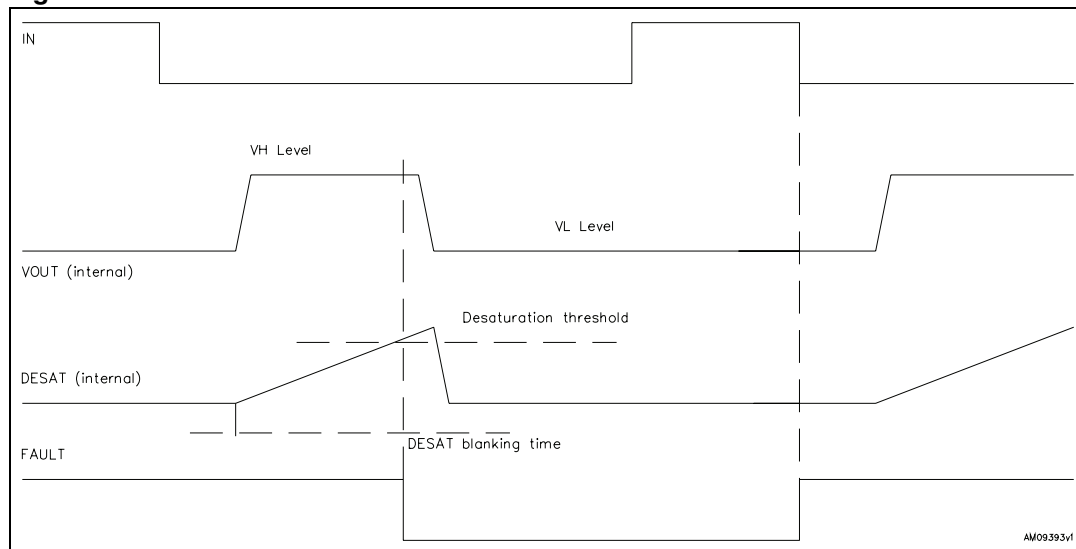 IN
VH Level
VL Level
VOUT (internal)
Desaturation threshold
DESAT (internal)
DESAT blanking time
FAULT
AM09393v1